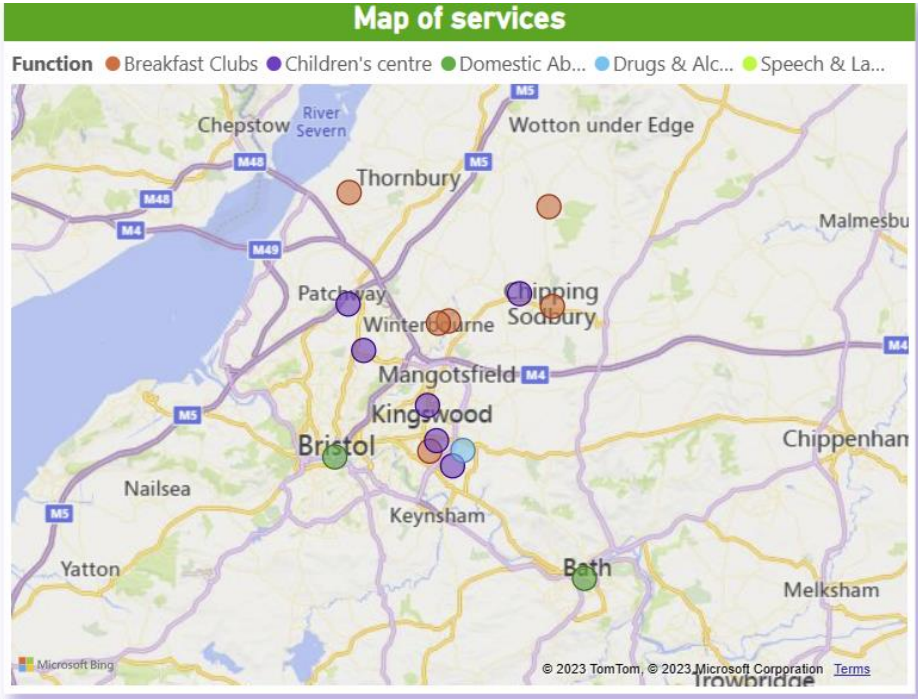 Map of services
Function Breakfast Clubs Children's centre Domestic Ab... Drugs & Alc... Speech & La...
M5
River
Severn
Chepstow
Wotton under Edge
M48
M5
Thornbury
M48
M4
Malmesbu
M49
Patchway
Chipping
Sodbury
Winterbourne
M4
Mangotsfield M4
M5
Kingswood
Bristol
Chippenham
Nailsea
M5
Keynsham
Yatton
Bath
Melksham
Microsoft Bing
© 2023 TomTom, © 2023 Microsoft Corporation Terms
Trowbridge